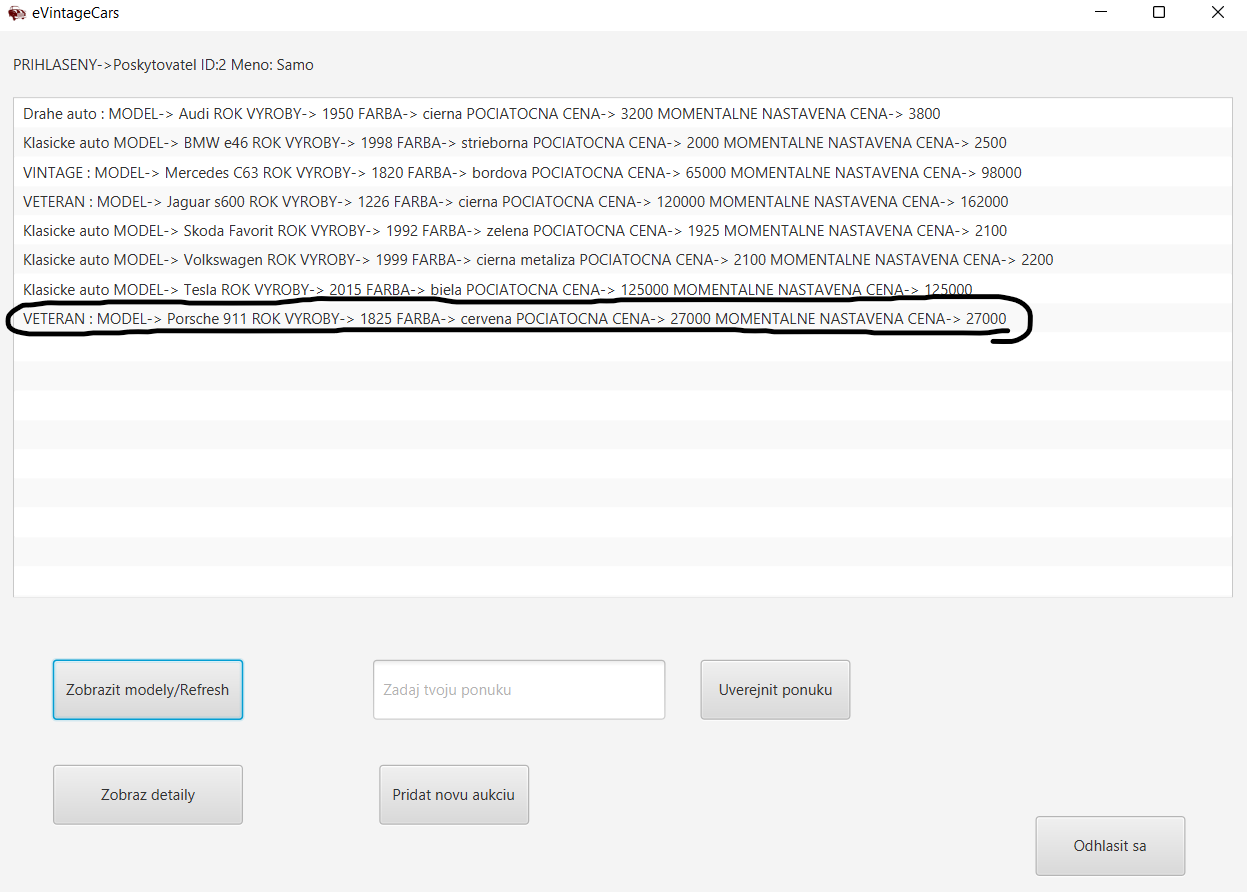 eVintageCars
PRIHLASENY->Poskytovatel ID:2 Meno: Samo
Drahe auto : MODEL-> Audi ROK VYROBY-> 1950 FARBA-> cierna POCIATOCNA CENA-> 3200 MOMENTALNE NASTAVENA CENA-> 3800
Klasicke auto MODEL-> BMW e46 ROK VYROBY-> 1998 FARBA-> strieborna POCIATOCNA CENA-> 2000 MOMENTALNE NASTAVENA CENA-> 2500
VINTAGE : MODEL-> Mercedes C63 ROK VYROBY-> 1820 FARBA-> bordova POCIATOCNA CENA-> 65000 MOMENTALNE NASTAVENA CENA-> 98000
VETERAN : MODEL-> Jaguar s600 ROK VYROBY-> 1226 FARBA-> cierna POCIATOCNA CENA-> 120000 MOMENTALNE NASTAVENA CENA-> 162000
Klasicke auto MODEL-> Skoda Favorit ROK VYROBY-> 1992 FARBA-> zelena POCIATOCNA CENA-> 1925 MOMENTALNE NASTAVENA CENA-> 2100
Klasicke auto MODEL-> Volkswagen ROK VYROBY-> 1999 FARBA-> cierna metaliza POCIATOCNA CENA-> 2100 MOMENTALNE NASTAVENA CENA-> 2200
Klasicke auto MODEL-> Tesla ROK VYROBY-> 2015 FARBA-> biela POCIATOCNA CENA-> 125000 MOMENTALNE NASTAVENA CENA-> 125000
VETERAN : MODEL-> Porsche 911 ROK VYROBY-> 1825 FARBA-> cervena POCIATOCNA CENA-> 27000 MOMENTALNE NASTAVENA CENA-> 27000
Zobrazit modely/Refresh
Zadaj tvoju ponuku
Uverejnit ponuku
Zobraz detaily
Pridat novu aukciu
Odhlasit sa